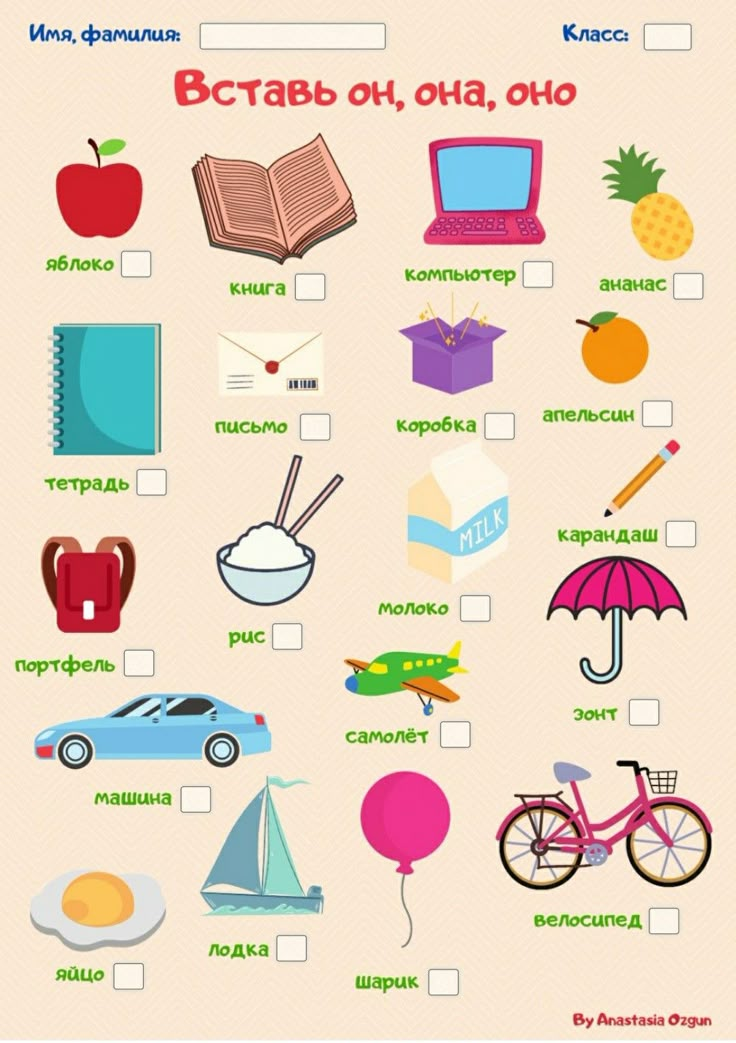 Имя, фамилия:
Класс:
Вставь он, она, оно
яблоко
книга
компьютер
ананас
тетрадь
письмо
коробка
апельсин
MILK
карандаш
портфель
рис
молоко
зонт
самолёт
машина
яйцо
лодка
шарик
велосипед
By Anastasia Ozgun